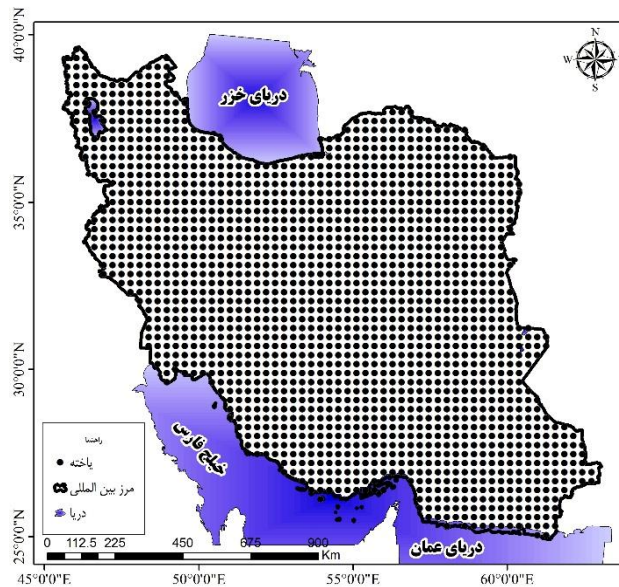 40°0'0"N
N
W
E
S
دریای خزر
35°0'0"N
30°0'0"N
خلیج فارس
راهنما
یاخته
مرز بین المللی
دریا
دریای عمان
25°0'0"N
0 112.5 225 450 675 900
Km
45°0'0"E 50°0'0"E 55°0'0"E 60°0'0"E